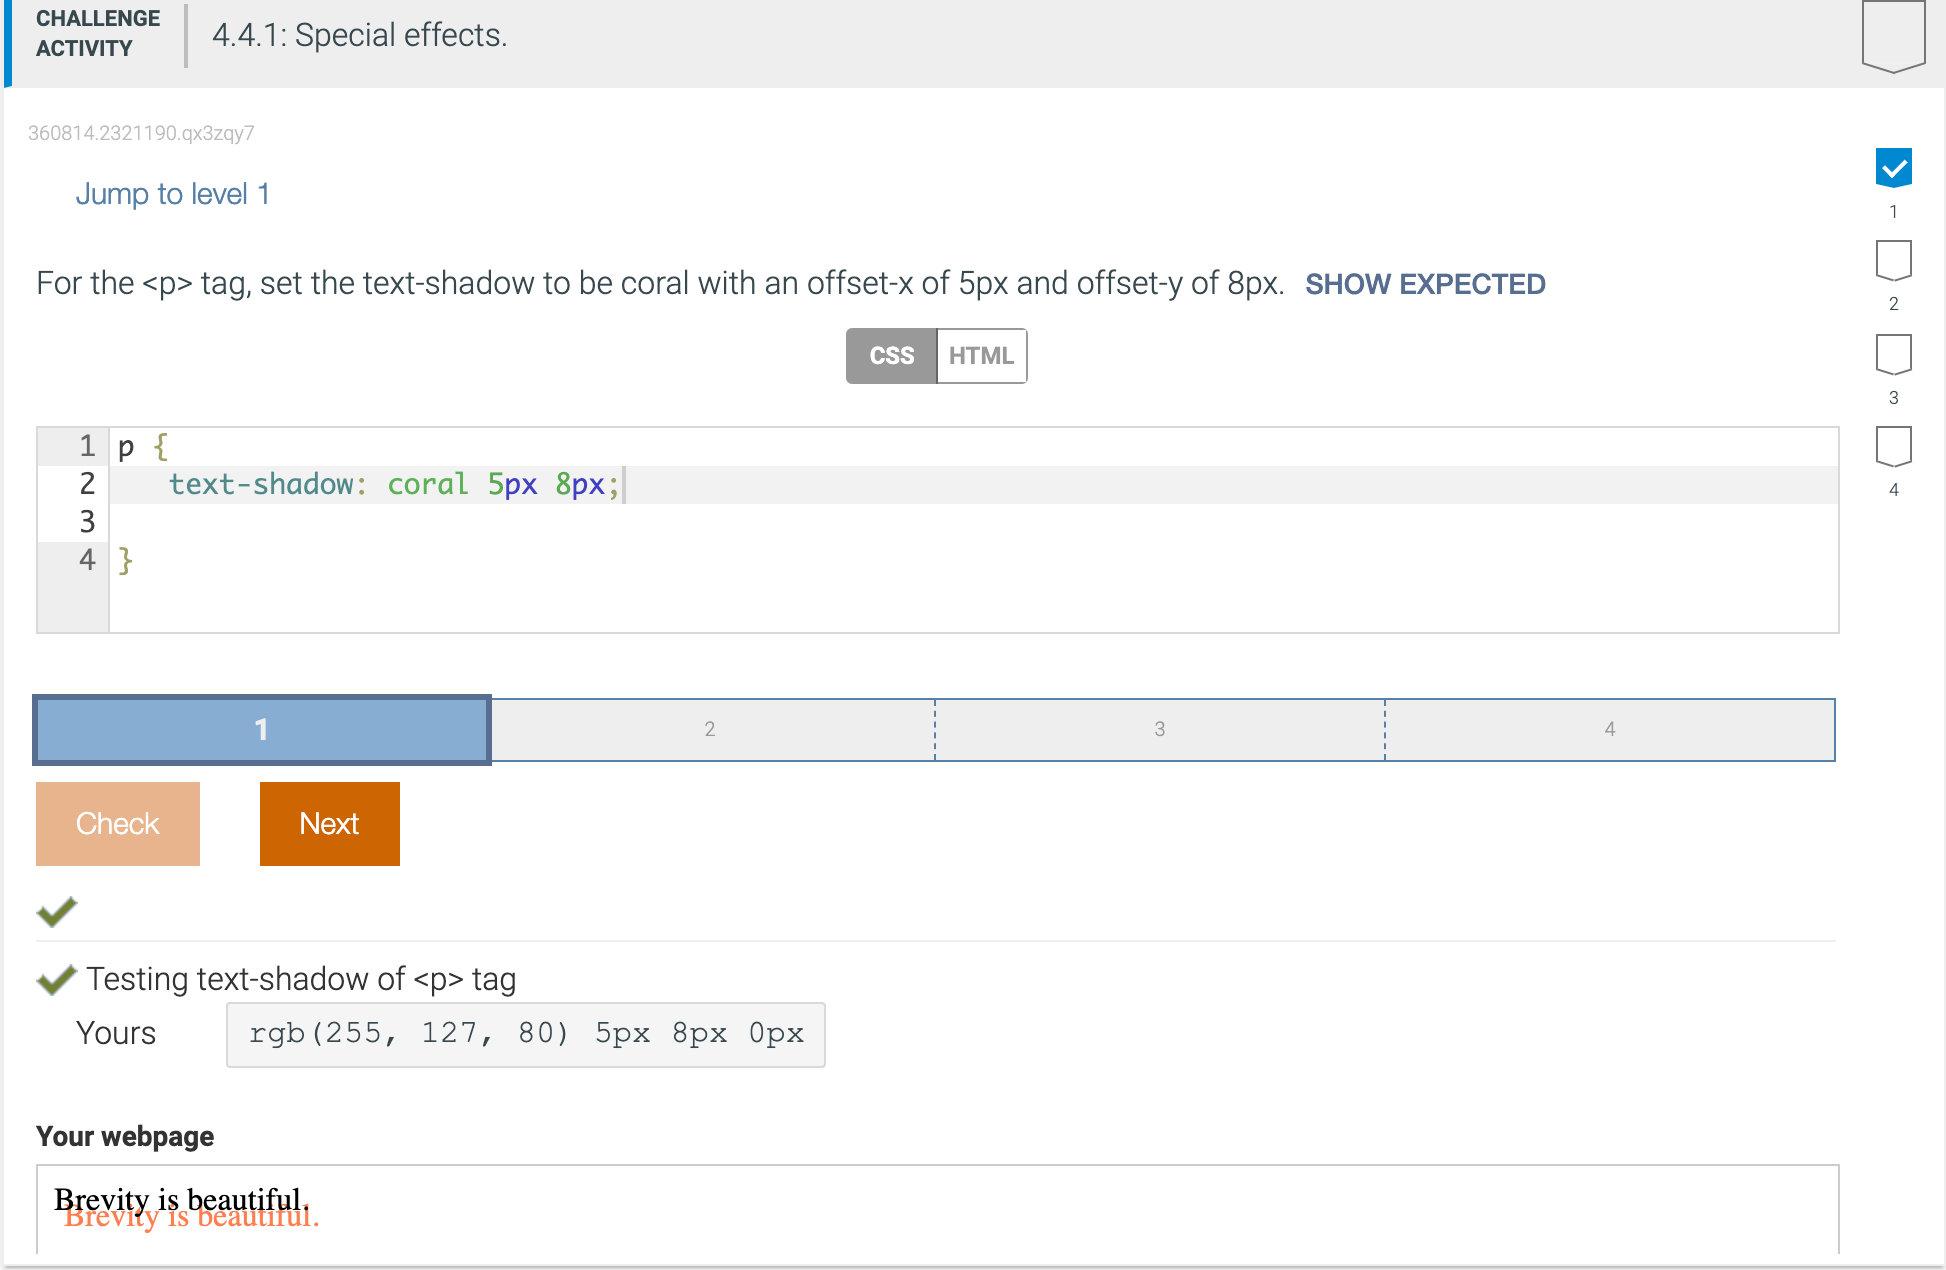 CHALLENGE
ACTIVITY
4.4.1: Special effects.
360814.2321190.qx3zqy7
Jump to level 1
1
2
3
4
For the <p> tag, set the text-shadow to be coral with an offset-x of 5px and offset-y of 8px. SHOW EXPECTED
CSS HTML
1 p {
2 text-shadow: coral 5px 8px;
3
4 }
1 2 3 4
Check Next
Testing text-shadow of <p> tag
Yours rgb(255, 127, 80) 5px 8px 0px
Your webpage
Brevity is beautiful.
Brevity is beautiful.